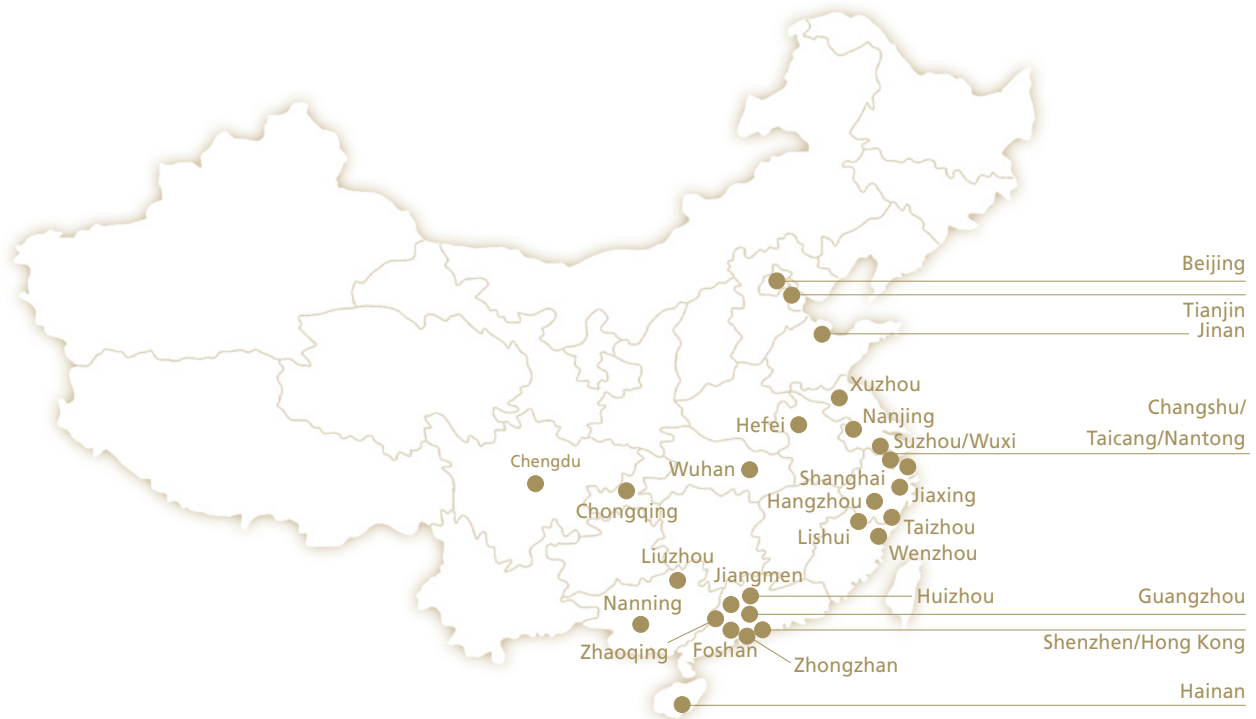 Beijing
Tianjin
Jinan
Xuzhou
Changshu/
Nanjing
Hefei
Suzhou/Wuxi
Taicang/Nantong
Chengdu
Wuhan
Shanghai
Jiaxing
Hangzhou
Chongqing
Taizhou
Lishui
Wenzhou
Liuzhou
Jiangmen
Huizhou
Guangzhou
Nanning
Shenzhen/Hong Kong
Zhaoqing
Foshan
Zhongzhan
Hainan